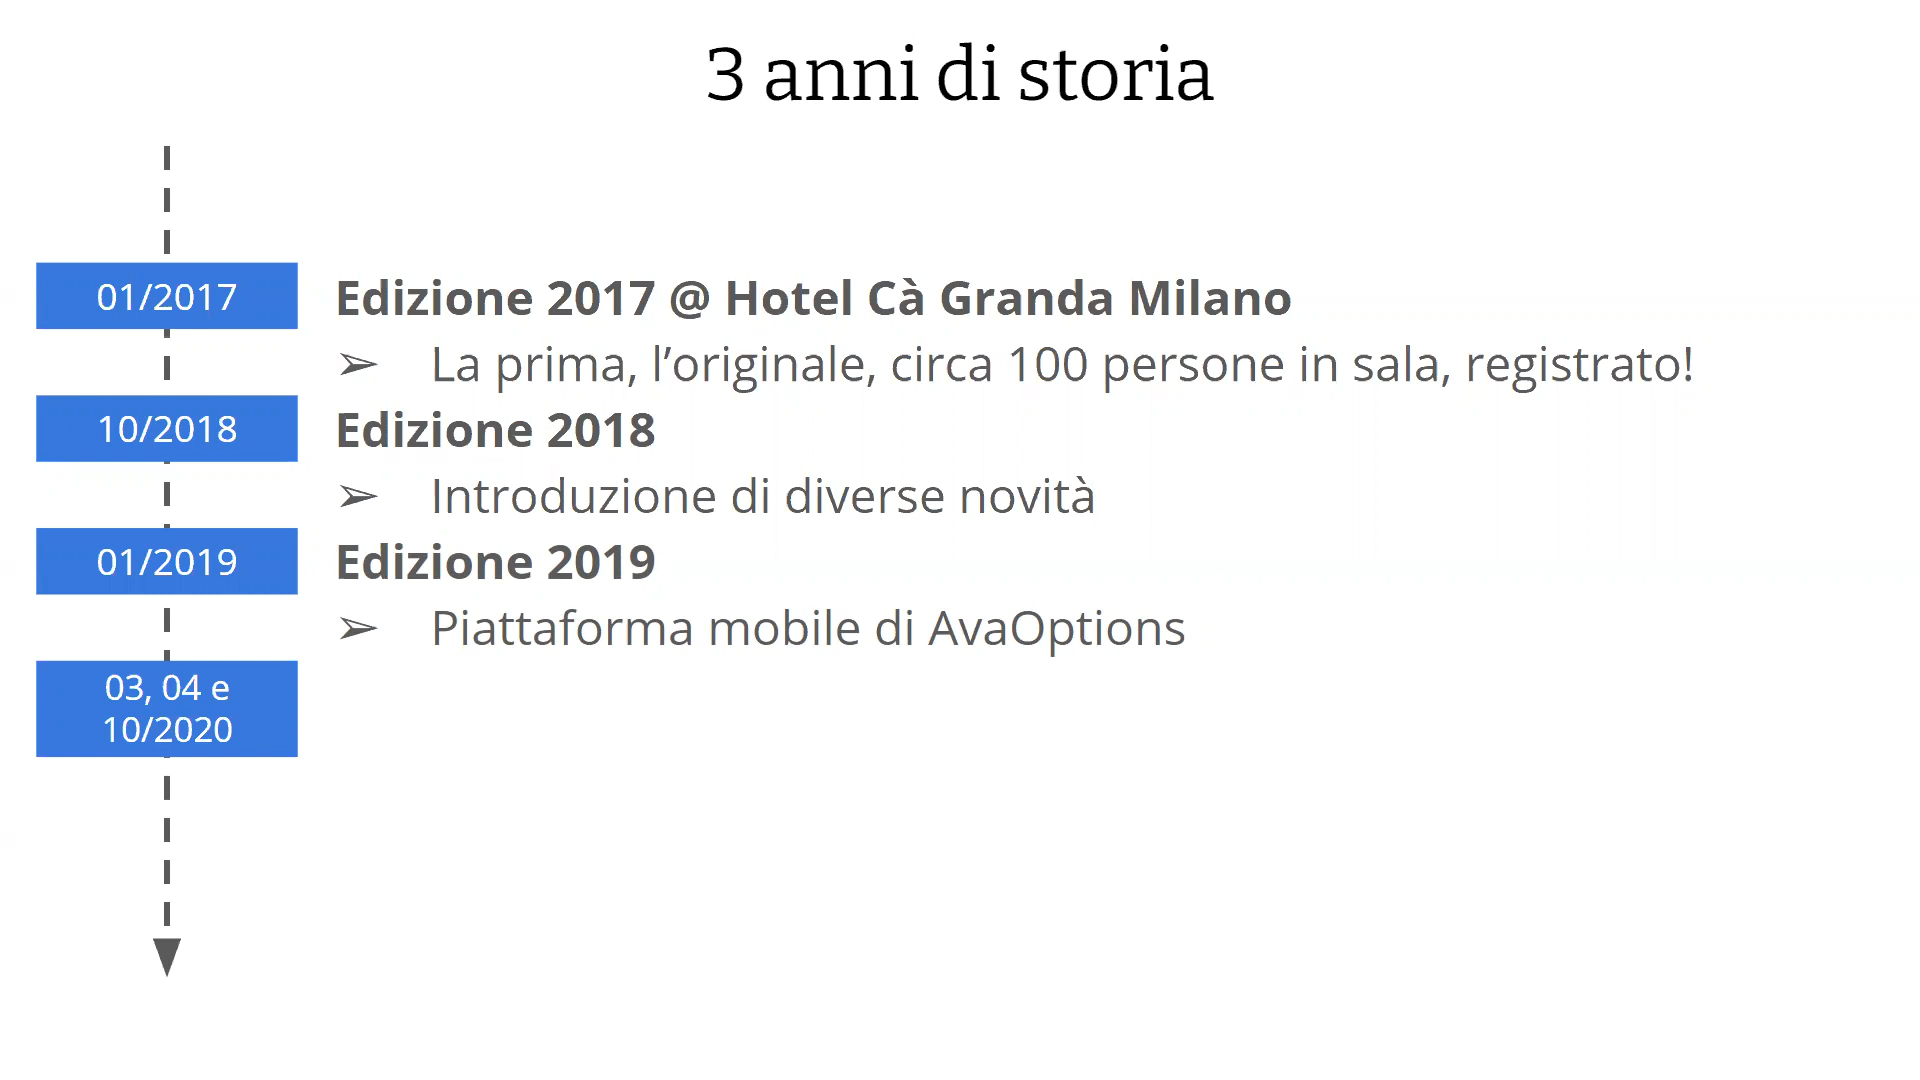 3 anni di storia
01/2017
Edizione 2017 @ Hotel Cà Granda Milano
➢ La prima, l’originale, circa 100 persone in sala, registrato!
10/2018
Edizione 2018
➢ Introduzione di diverse novità
01/2019
Edizione 2019
➢ Piattaforma mobile di AvaOptions
03, 04 e
10/2020